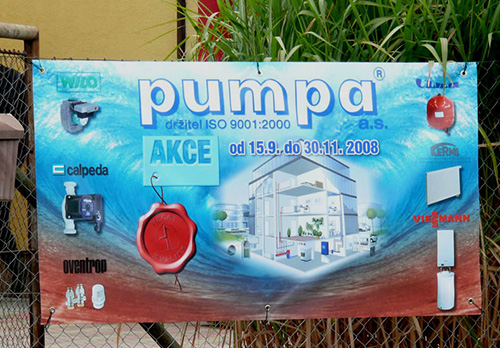 WILO
pumpa®
držitel ISO 9001:2000
a.s.
AKCE
od 15.9. do 30.11. 2008
calpeda
oventrop
KERMI
VIESMANN